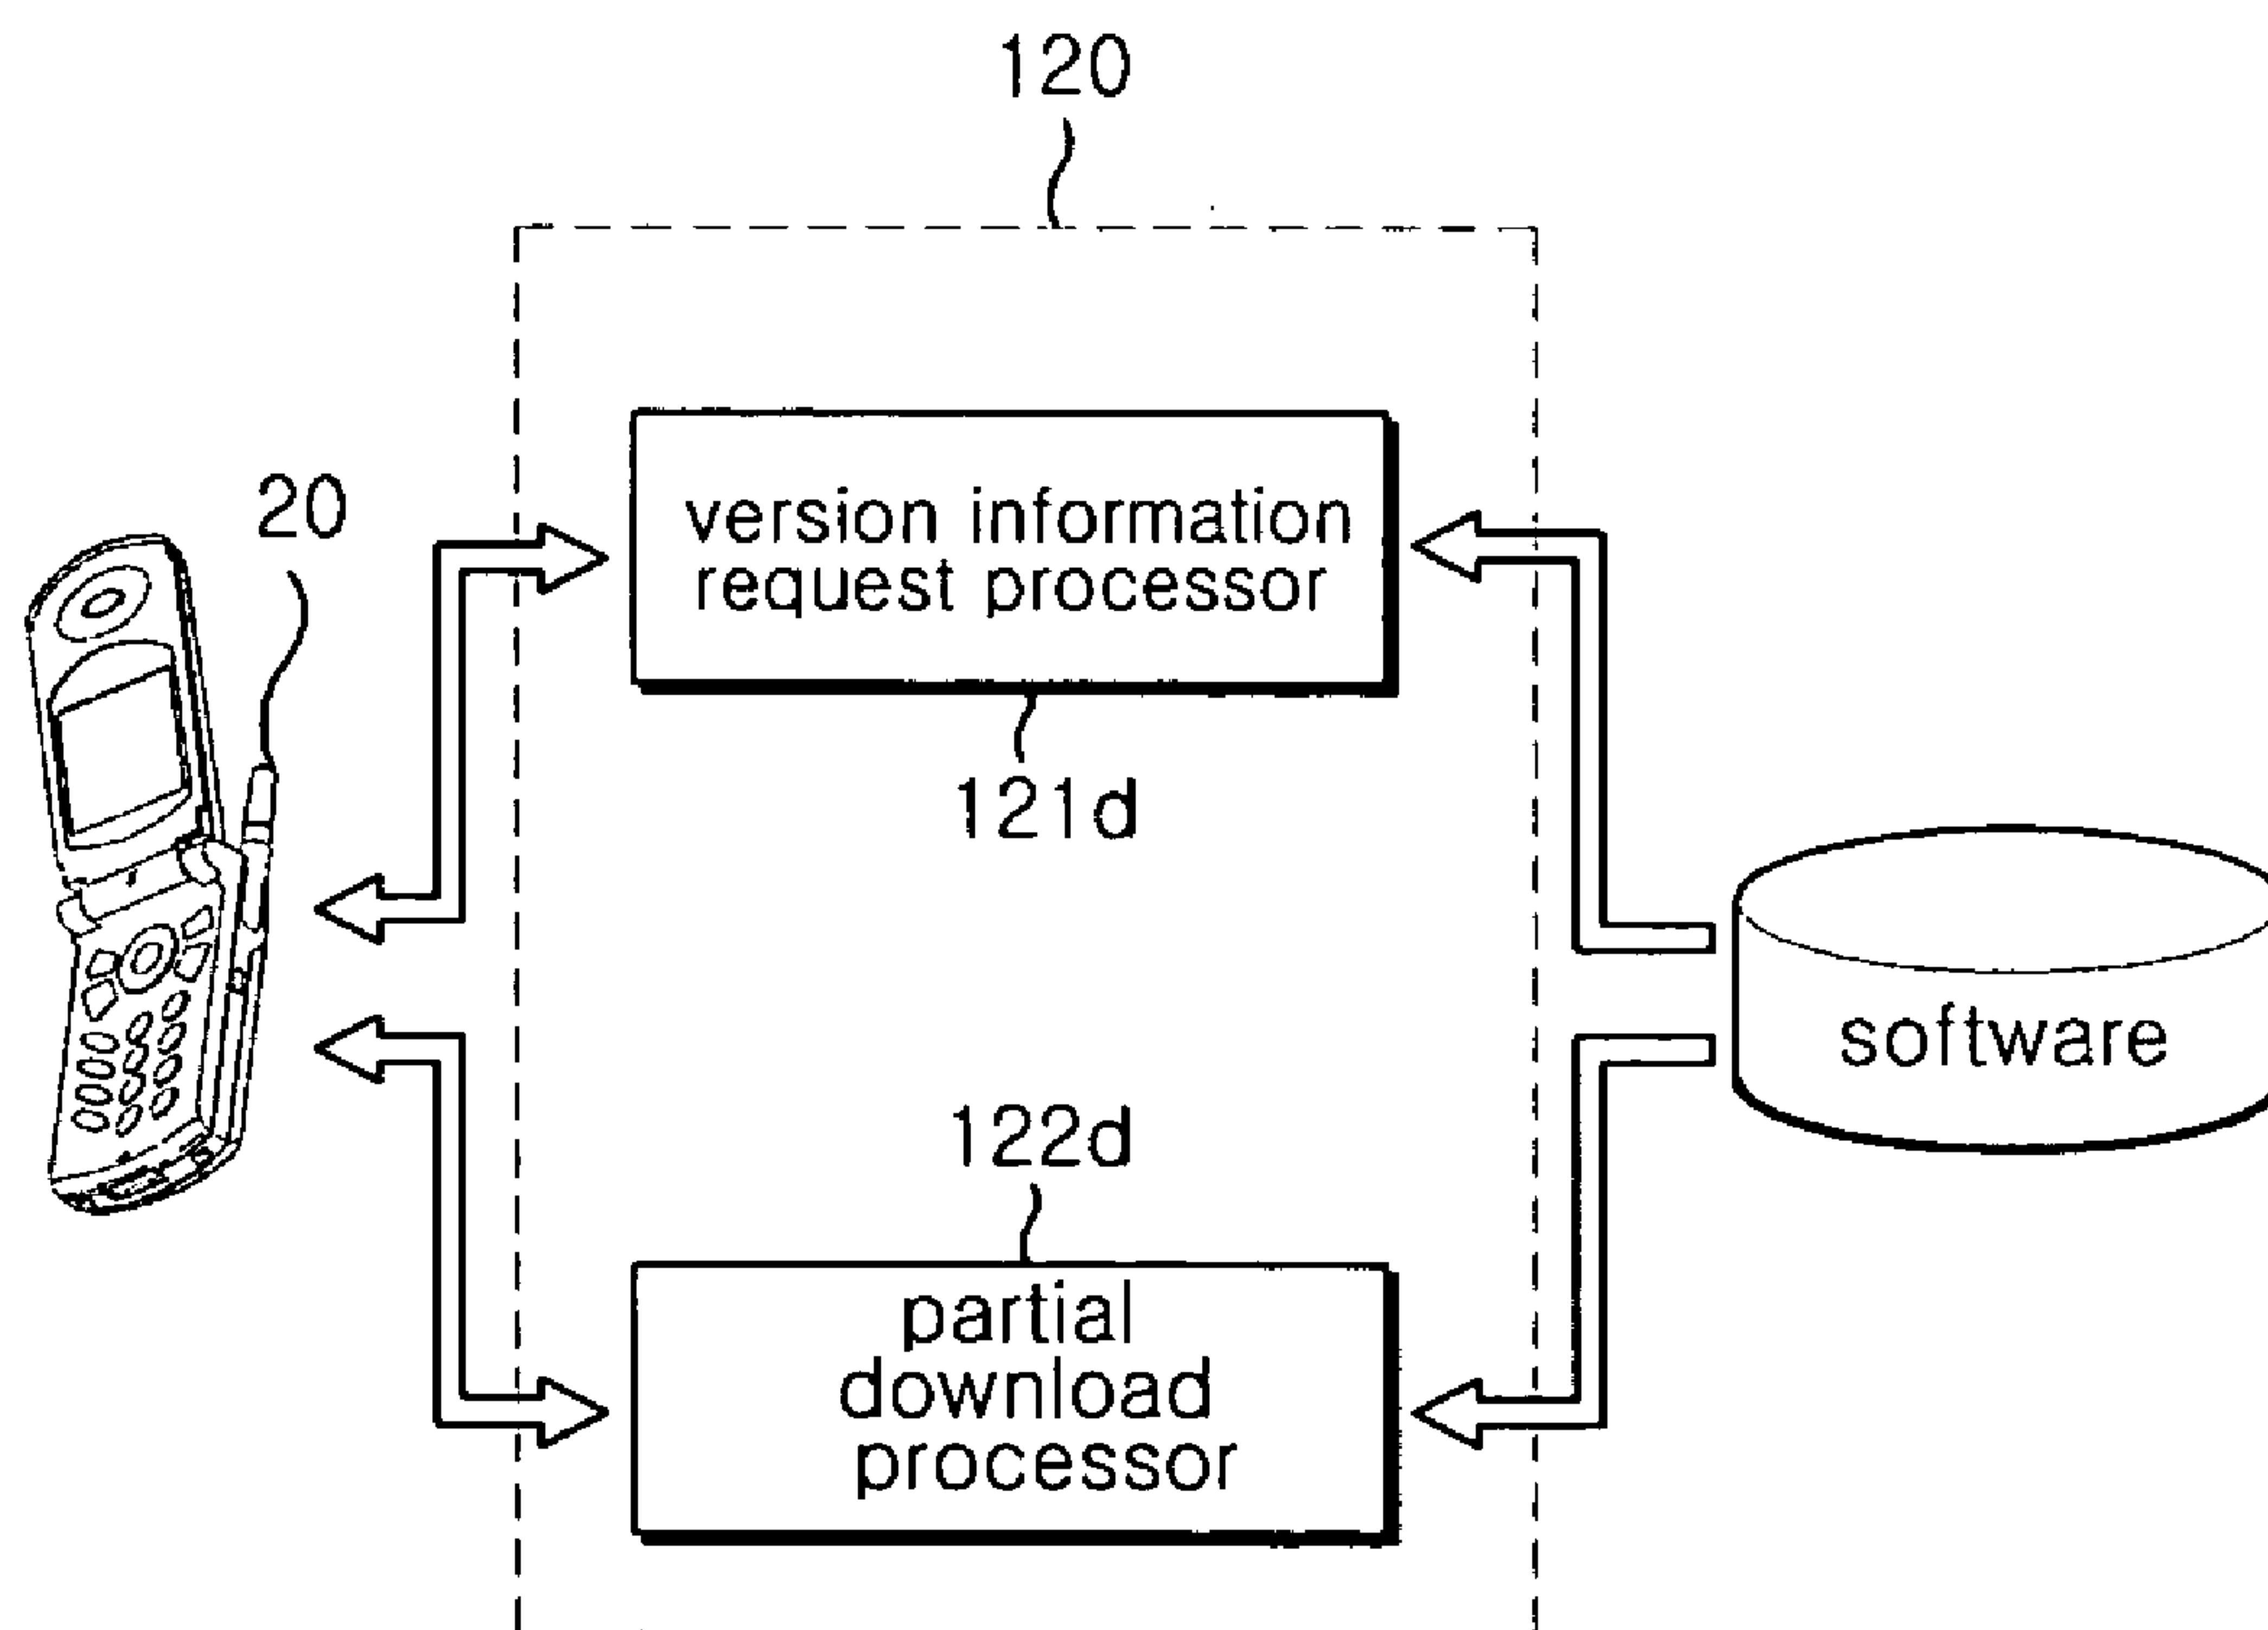 120
20
version information
request processor
121d
software
122d
partial
download
processor